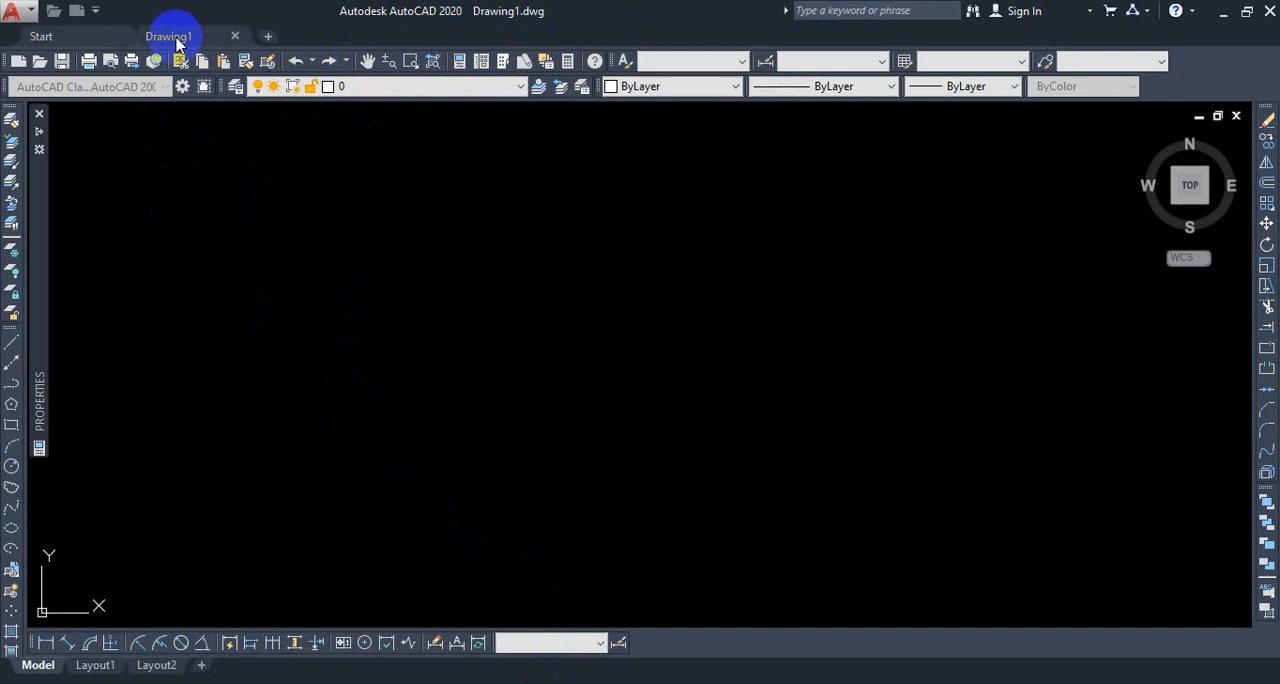 Autodesk AutoCAD 2020 Drawing1.dwg
Type a keyword or phrase
Sign In
Start
Drawing1
AutoCAD Cla...AutoCAD 200
0
ByLayer
ByLayer
ByLayer
ByColor
N
W
TOP
E
S
WCS
PROPERTIES
Y
X
Model
Layout1
Layout2